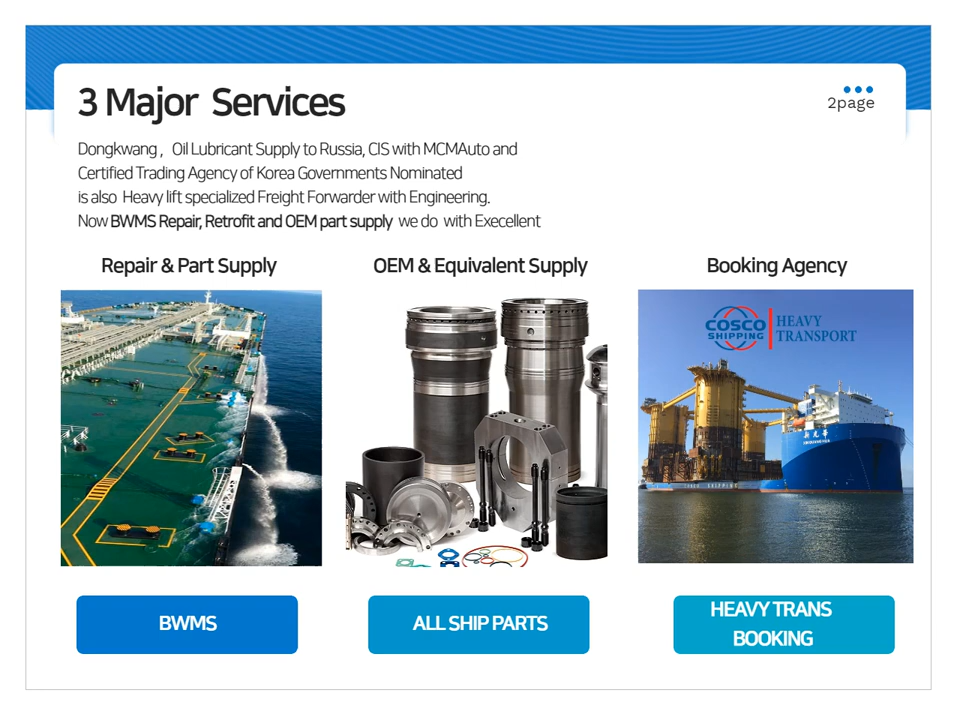 3 Major Services
2page
Dongkwang , Oil Lubricant Supply to Russia, CIS with MCMAuto and
Certified Trading Agency of Korea Governments Nominated
is also Heavy lift specialized Freight Forwarder with Engineering.
Now BWMS Repair, Retrofit and OEM part supply we do with Execellent
Repair & Part Supply
OEM & Equivalent Supply
Booking Agency
COSCO
SHIPPING
HEAVY
TRANSPORT
BWMS
ALL SHIP PARTS
HEAVY TRANS
BOOKING